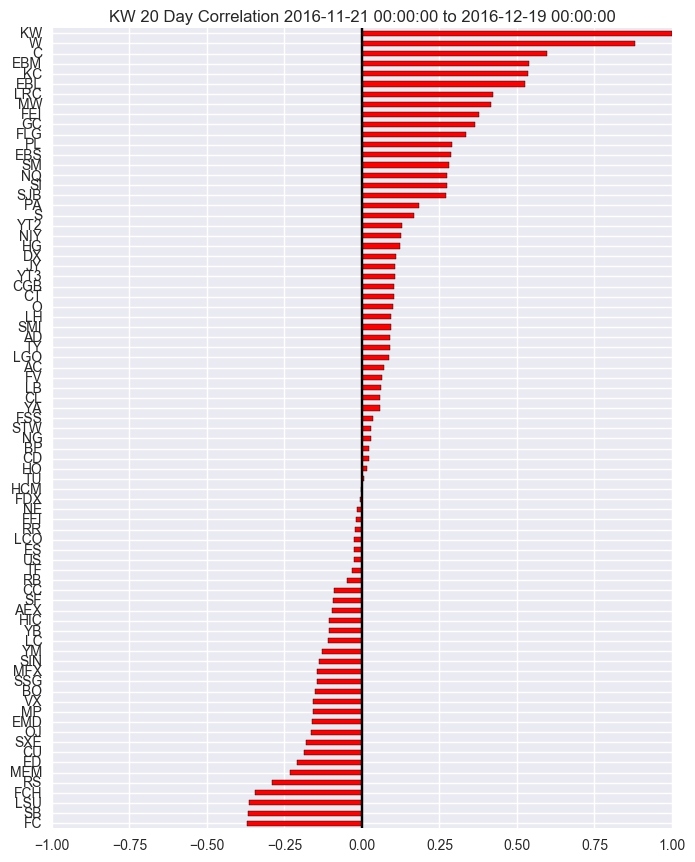 KW 20 Day Correlation 2016-11-21 00:00:00 to 2016-12-19 00:00:00
KW
W
C
EBM
KC
EBL
LRC
MW
FEI
GC
FLG
PL
EBS
SM
NQ
SI
SJB
PA
S
YT2
NIY
HG
DX
JY
YT3
CGB
CT
O
LH
SMI
AD
TY
LGO
AC
FV
LB
CL
YA
FSS
STW
NG
BP
CD
HO
TU
HCM
FDX
NE
FFI
RR
LCO
ES
US
TF
RB
CC
SF
AEX
HIC
YB
LC
YM
SIN
MFX
SSG
BO
VX
MP
EMD
OJ
SXF
CU
ED
MEM
RS
FCH
LSU
SB
FC
−1.00 −0.75 −0.50 −0.25 0.00 0.25 0.50 0.75 1.00